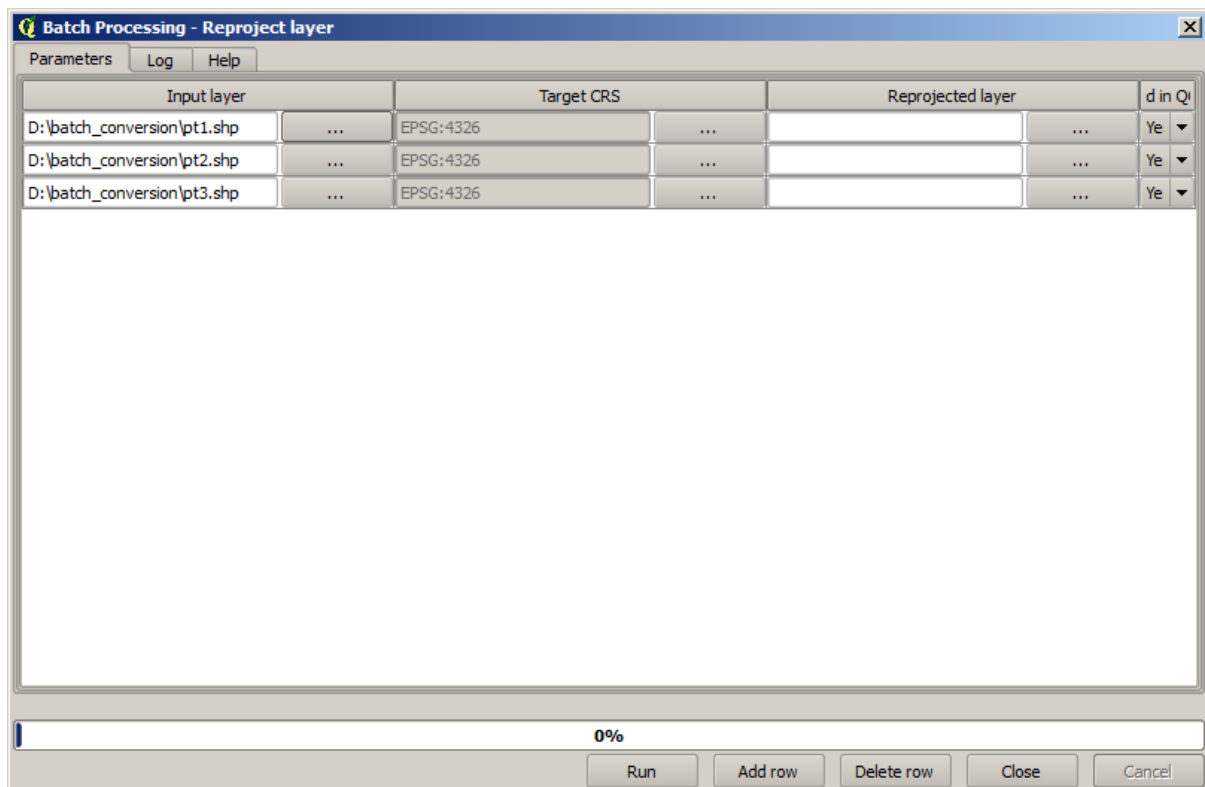 Batch Processing - Reproject layer
Parameters Log Help
Input layer Target CRS Reprojected layer d in Q
D:\batch_conversion\pt1.shp ... EPSG:4326 ... ... Ye
D:\batch_conversion\pt2.shp ... EPSG:4326 ... ... Ye
D:\batch_conversion\pt3.shp ... EPSG:4326 ... ... Ye
0%
Run Add row Delete row Close Cancel